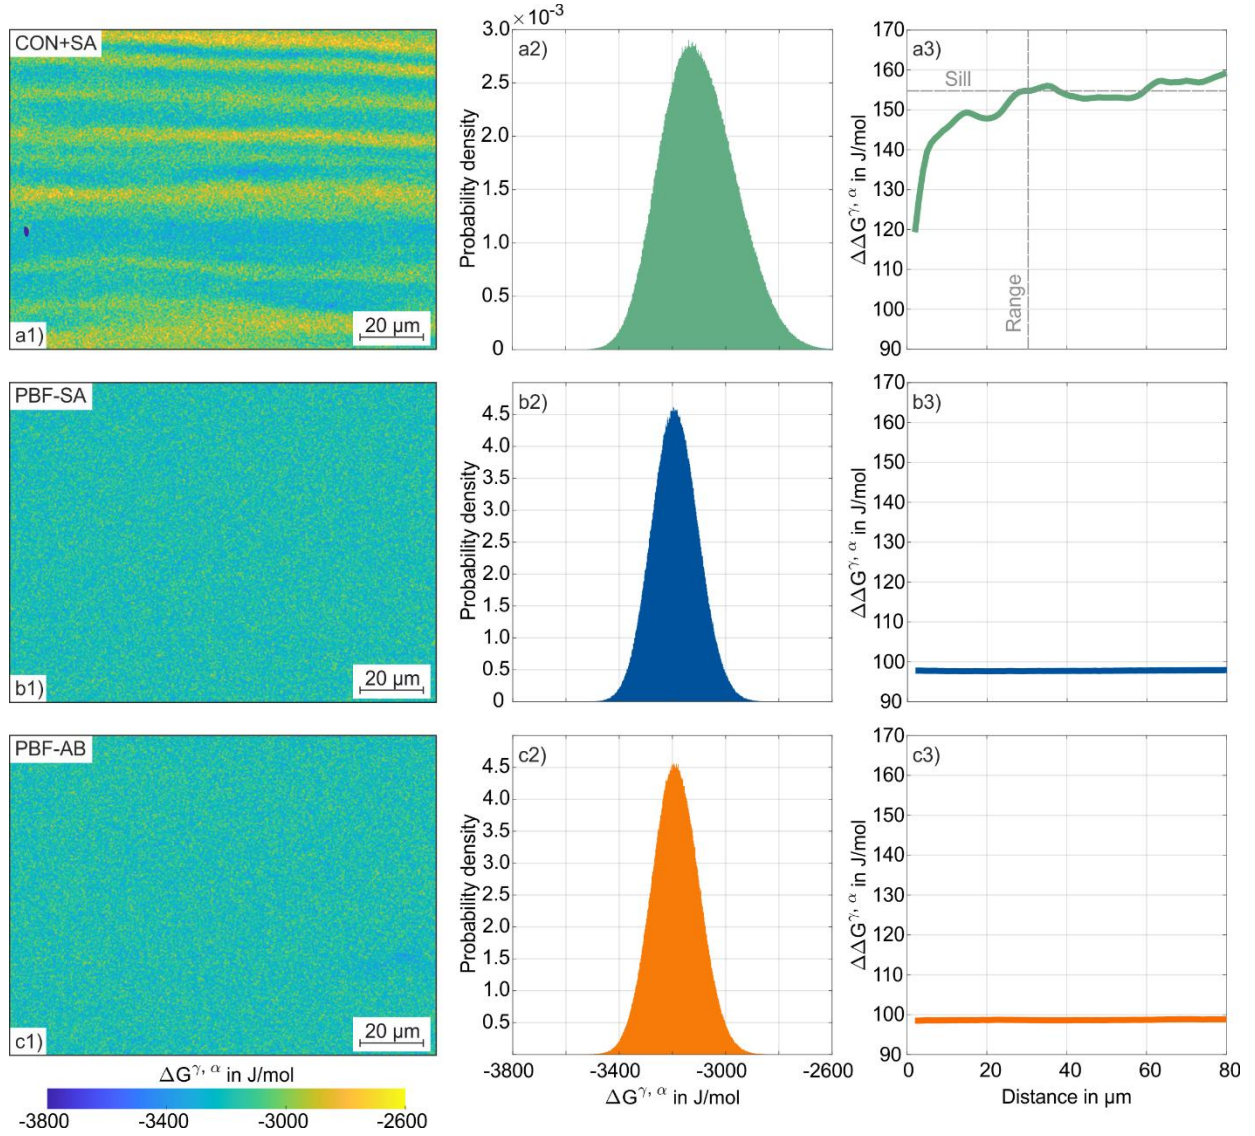 CON+SA
a1)
20 µm
3.0 ×10⁻³
2.5
2.0
1.5
1.0
0.5
0
Probability density
a2)
170
160
150
140
130
120
110
100
90
ΔΔG^γ, α in J/mol
a3)
Sill
Range
PBF-SA
b1)
20 µm
4.5
4.0
3.5
3.0
2.5
2.0
1.5
1.0
0.5
0
Probability density
b2)
170
160
150
140
130
120
110
100
90
ΔΔG^γ, α in J/mol
b3)
PBF-AB
c1)
20 µm
ΔG^γ, α in J/mol
-3800 -3400 -3000 -2600
4.5
4.0
3.5
3.0
2.5
2.0
1.5
1.0
0.5
Probability density
c2)
-3800 -3400 -3000 -2600
ΔG^γ, α in J/mol
170
160
150
140
130
120
110
100
90
ΔΔG^γ, α in J/mol
c3)
0 20 40 60 80
Distance in µm